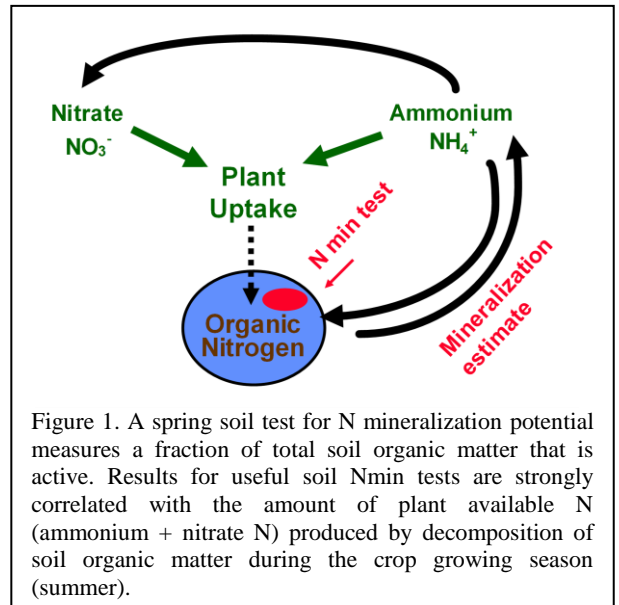 Nitrate
NO₃⁻
Ammonium
NH₄⁺
Plant
Uptake
N min test
Organic
Nitrogen
Mineralization
estimate
Figure 1. A spring soil test for N mineralization potential
measures a fraction of total soil organic matter that is
active. Results for useful soil Nmin tests are strongly
correlated with the amount of plant available N
(ammonium + nitrate N) produced by decomposition of
soil organic matter during the crop growing season
(summer).